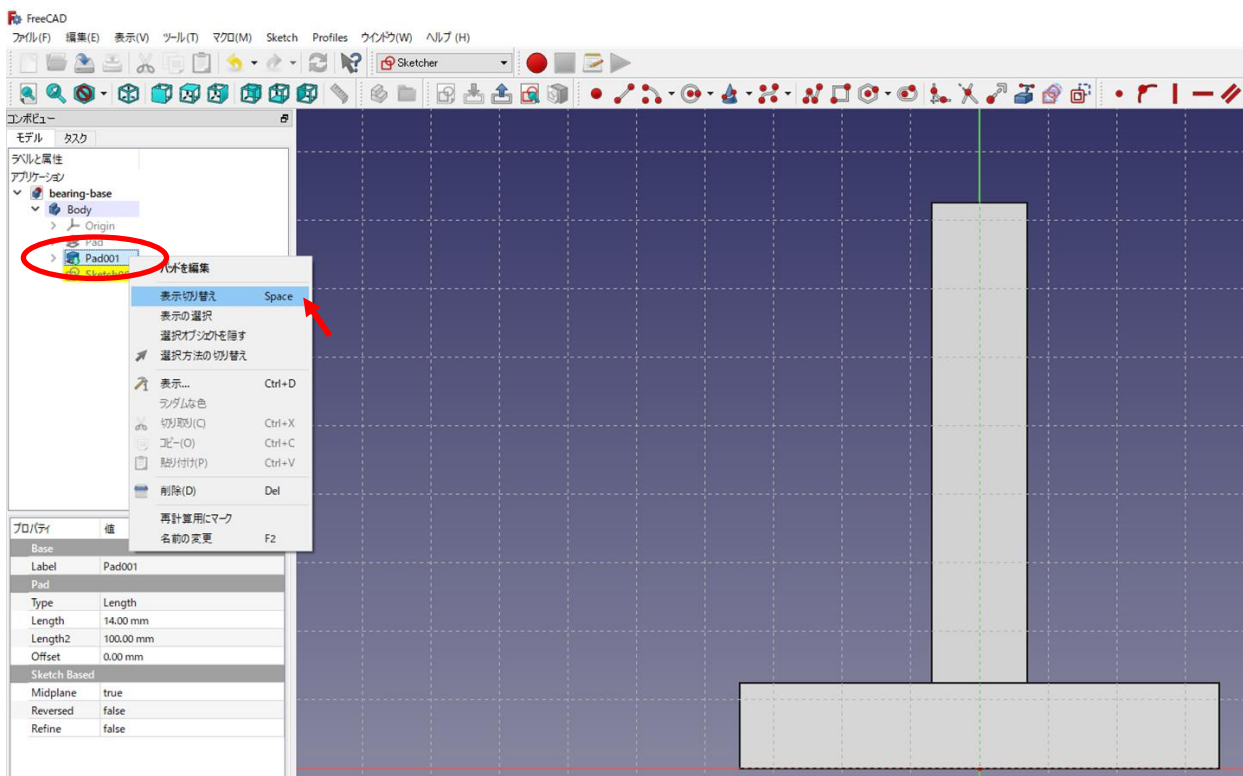 FreeCAD
ファイル(F) 編集(E) 表示(V) ツール(T) マクロ(M) Sketch Profiles ウインドウ(W) ヘルプ (H)
Sketcher
コンボビュー
モデル タスク
ラベルと属性
アプリケーション
bearing-base
Body
Origin
Pad
Pad001
パッドを編集
表示切り替え Space
表示の選択
選択オブジェクトを隠す
選択方法の切り替え
表示... Ctrl+D
ランダムな色
切り取り(C) Ctrl+X
コピー(O) Ctrl+C
貼り付け(P) Ctrl+V
削除(D) Del
再計算用にマーク
名前の変更 F2
プロパティ 値
Base
Label Pad001
Pad
Type Length
Length 14.00 mm
Length2 100.00 mm
Offset 0.00 mm
Sketch Based
Midplane true
Reversed false
Refine false